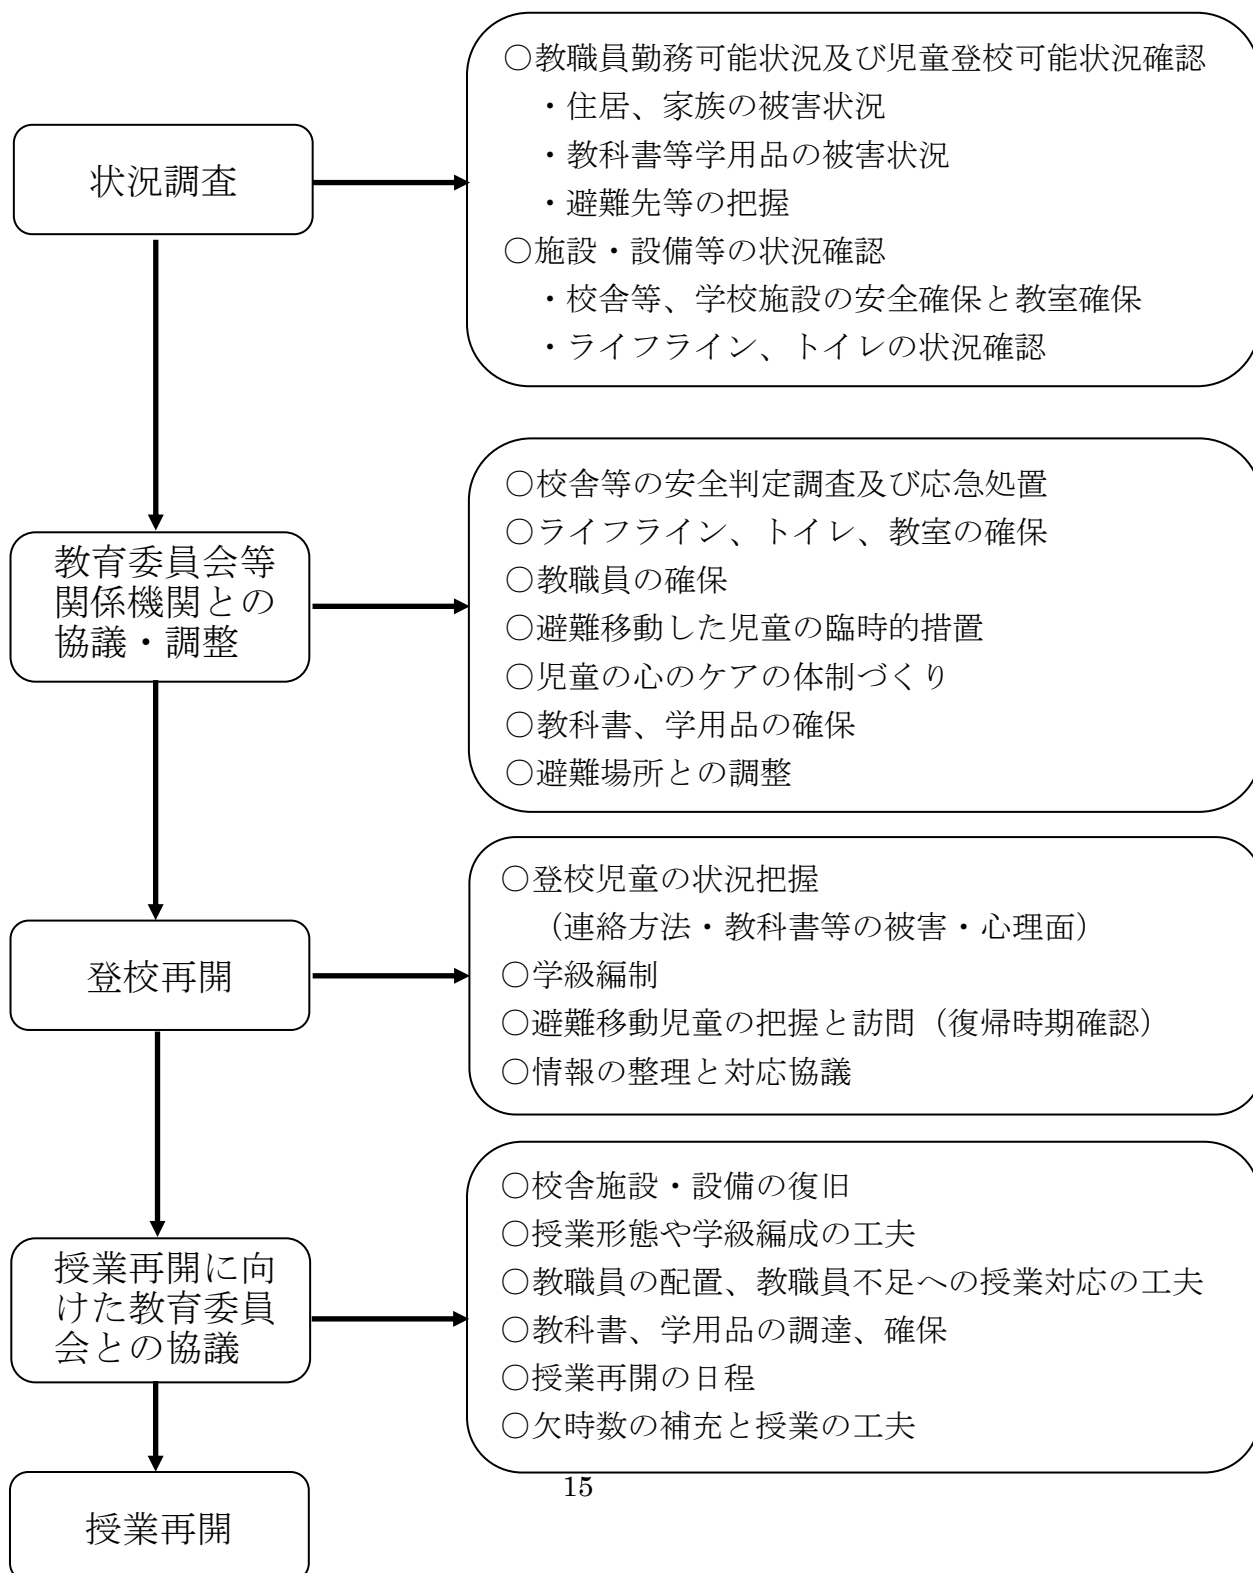 状況調査
○教職員勤務可能状況及び児童登校可能状況確認
・住居、家族の被害状況
・教科書等学用品の被害状況
・避難先等の把握
○施設・設備等の状況確認
・校舎等、学校施設の安全確保と教室確保
・ライフライン、トイレの状況確認
教育委員会等
関係機関との
協議・調整
○校舎等の安全判定調査及び応急処置
○ライフライン、トイレ、教室の確保
○教職員の確保
○避難移動した児童の臨時的措置
○児童の心のケアの体制づくり
○教科書、学用品の確保
○避難場所との調整
登校再開
○登校児童の状況把握
（連絡方法・教科書等の被害・心理面）
○学級編制
○避難移動児童の把握と訪問（復帰時期確認）
○情報の整理と対応協議
授業再開に向
けた教育委員
会との協議
○校舎施設・設備の復旧
○授業形態や学級編成の工夫
○教職員の配置、教職員不足への授業対応の工夫
○教科書、学用品の調達、確保
○授業再開の日程
○欠時数の補充と授業の工夫
15
授業再開